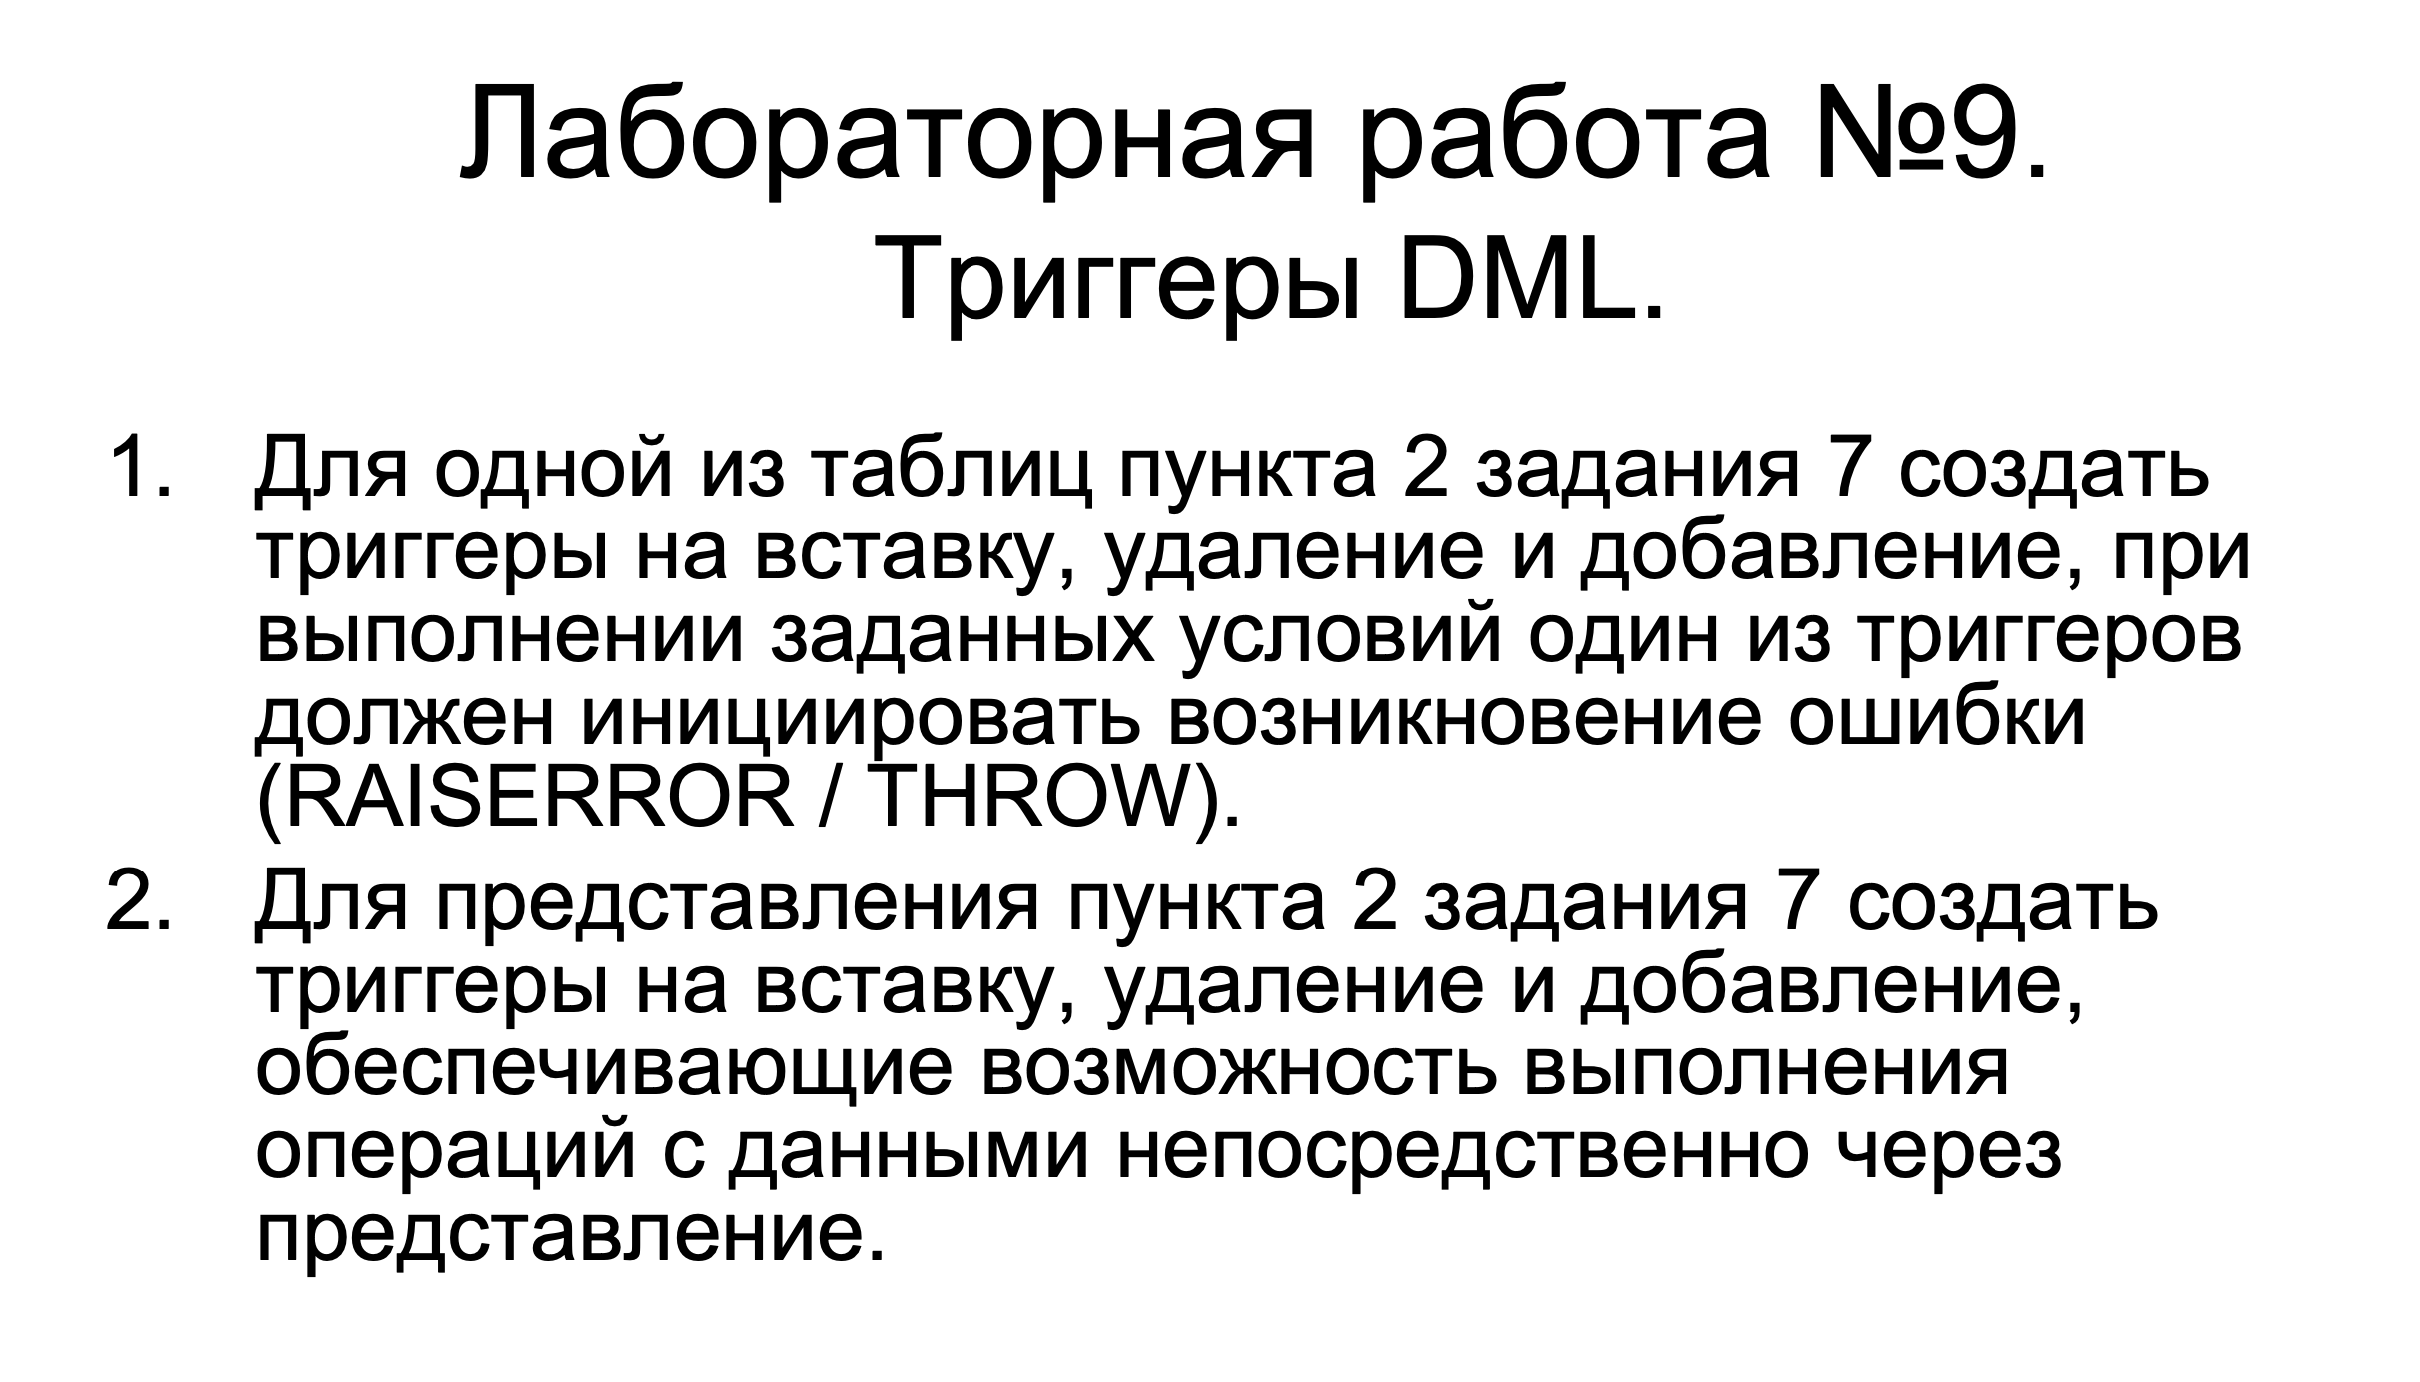 Лабораторная работа №9.
Триггеры DML.
1. Для одной из таблиц пункта 2 задания 7 создать
триггеры на вставку, удаление и добавление, при
выполнении заданных условий один из триггеров
должен инициировать возникновение ошибки
(RAISERROR / THROW).
2. Для представления пункта 2 задания 7 создать
триггеры на вставку, удаление и добавление,
обеспечивающие возможность выполнения
операций с данными непосредственно через
представление.